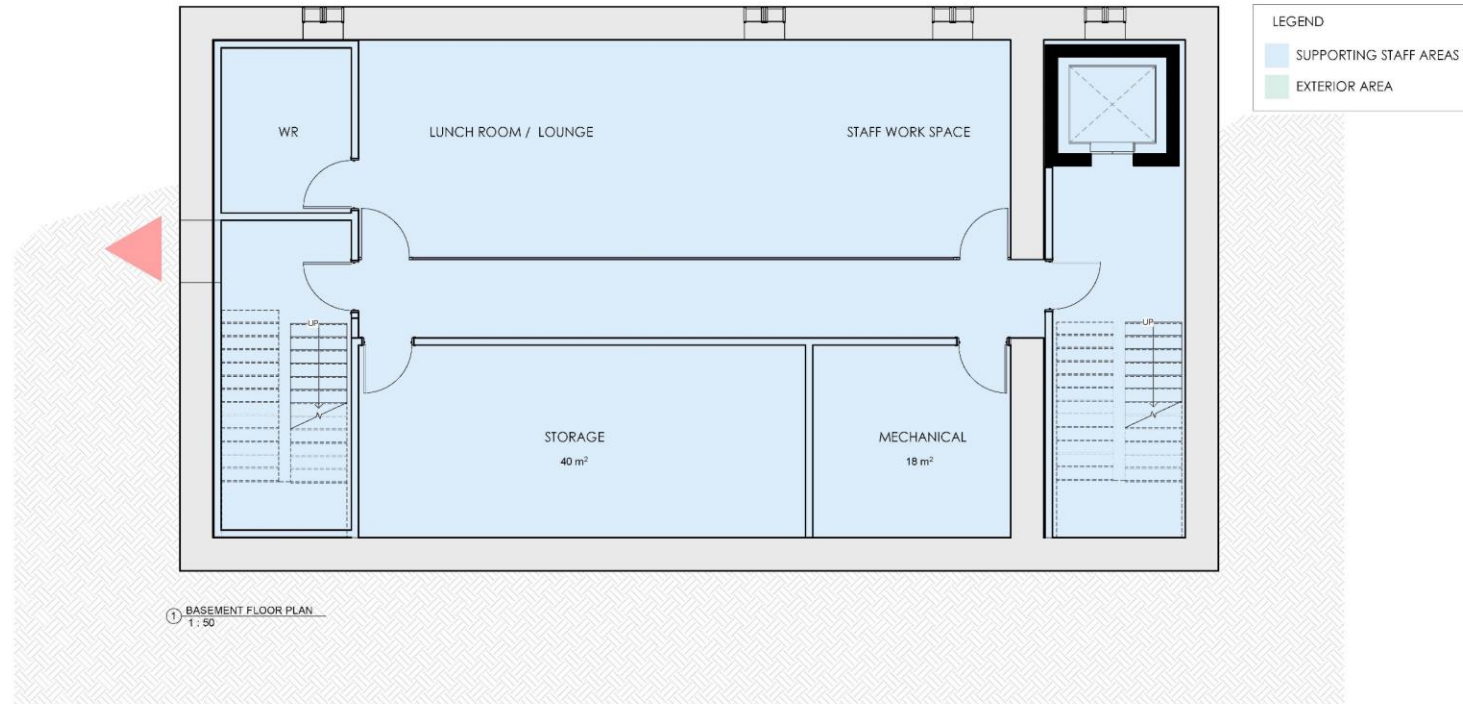 LEGEND
SUPPORTING STAFF AREAS
EXTERIOR AREA
WR
LUNCH ROOM / LOUNGE
STAFF WORK SPACE
UP
UP
STORAGE
40 m²
MECHANICAL
18 m²
1 BASEMENT FLOOR PLAN
1 : 50